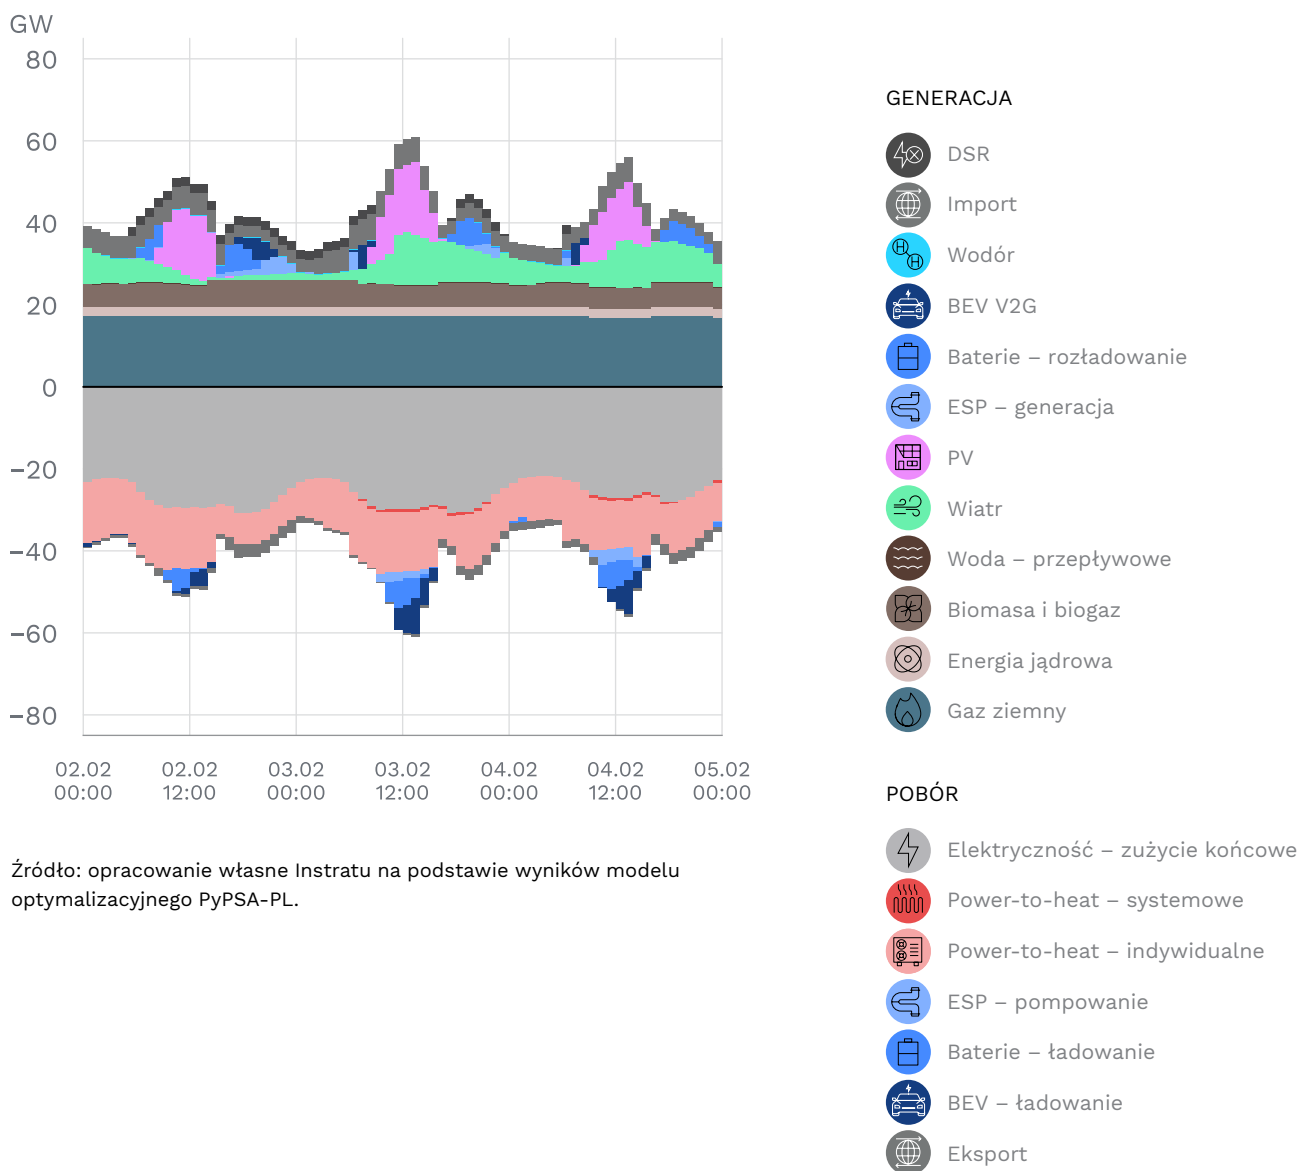 GW
80
60
40
20
0
−20
−40
−60
−80
02.02 00:00
02.02 12:00
03.02 00:00
03.02 12:00
04.02 00:00
04.02 12:00
05.02 00:00
Źródło: opracowanie własne Instratu na podstawie wyników modelu
optymalizacyjnego PyPSA-PL.
GENERACJA
DSR
Import
H H
Wodór
BEV V2G
Baterie – rozładowanie
ESP – generacja
PV
Wiatr
Woda – przepływowe
Biomasa i biogaz
Energia jądrowa
Gaz ziemny
POBÓR
Elektryczność – zużycie końcowe
Power-to-heat – systemowe
Power-to-heat – indywidualne
ESP – pompowanie
Baterie – ładowanie
BEV – ładowanie
Eksport